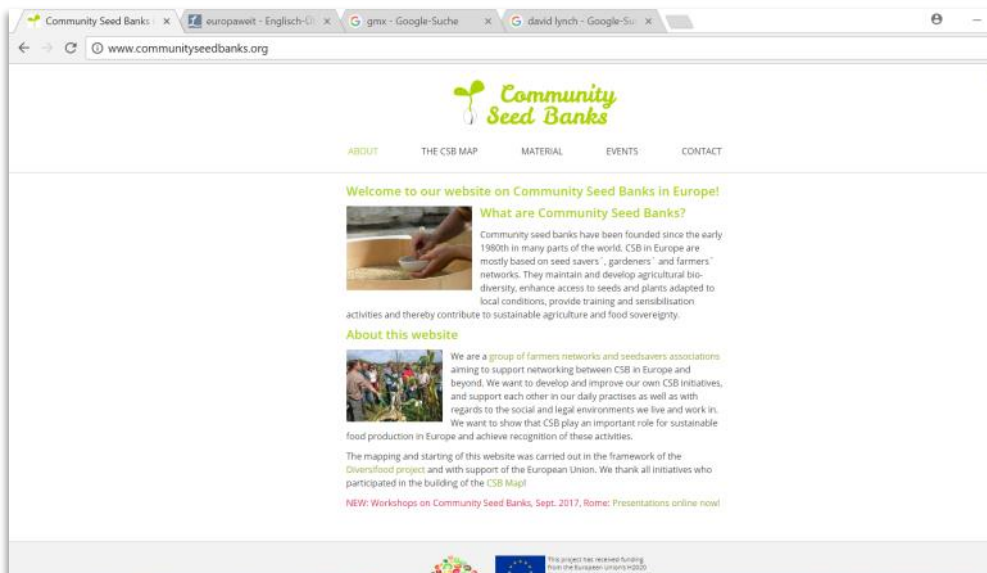 Community Seed Banks
europaweit - Englisch-Ü
gmx - Google-Suche
david lynch - Google-Su
www.communityseedbanks.org
Community
Seed Banks
ABOUT THE CSB MAP MATERIAL EVENTS CONTACT
Welcome to our website on Community Seed Banks in Europe!
What are Community Seed Banks?
Community seed banks have been founded since the early
1980th in many parts of the world. CSB in Europe are
mostly based on seed savers´, gardeners´ and farmers´
networks. They maintain and develop agricultural bio-
diversity, enhance access to seeds and plants adapted to
local conditions, provide training and sensibilisation
activities and thereby contribute to sustainable agriculture and food sovereignty.
About this website
We are a group of farmers networks and seedsavers associations
aiming to support networking between CSB in Europe and
beyond. We want to develop and improve our own CSB initiatives,
and support each other in our daily practises as well as with
regards to the social and legal environments we live and work in.
We want to show that CSB play an important role for sustainable
food production in Europe and achieve recognition of these activities.
The mapping and starting of this website was carried out in the framework of the
Diversifood project and with support of the European Union. We thank all initiatives who
participated in the building of the CSB Map!
NEW: Workshops on Community Seed Banks, Sept. 2017, Rome: Presentations online now!
This project has received funding
from the European Union's H2020